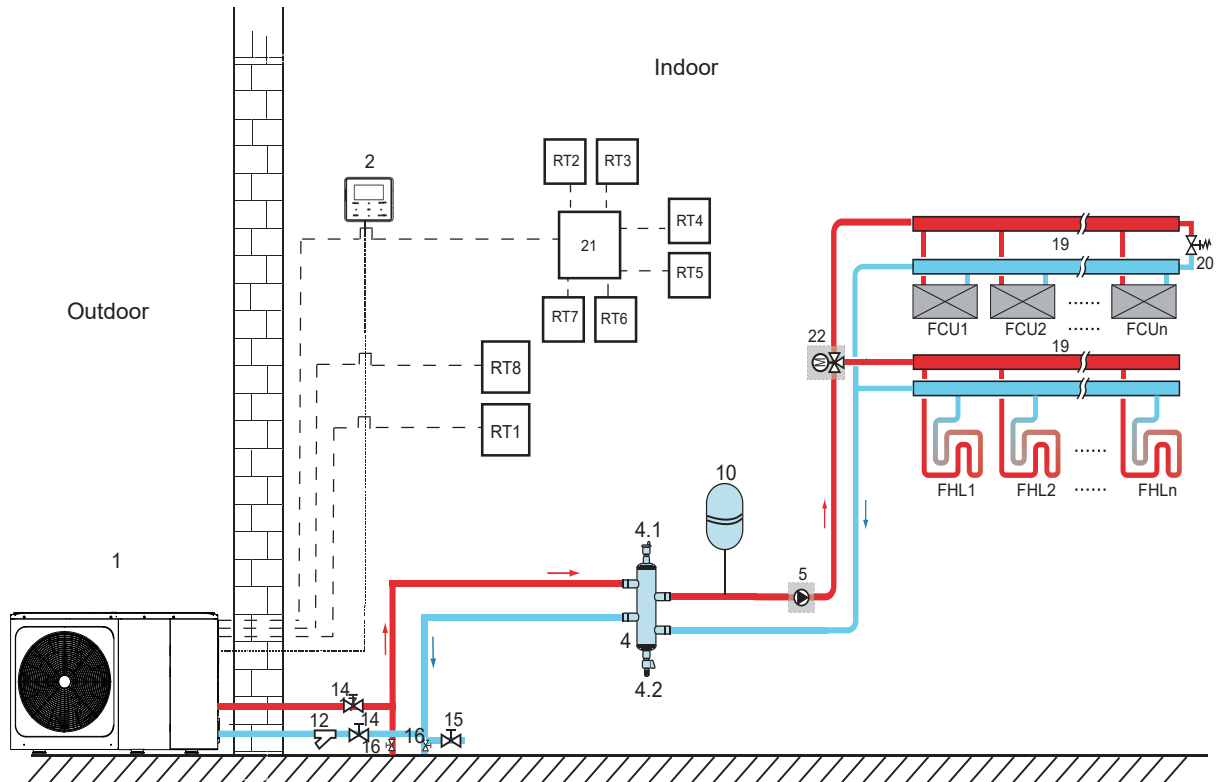 Indoor
2
RT2
RT3
RT4
21
19
20
RT5
Outdoor
FCU1
FCU2
......
......
FCUn
RT7
RT6
22
19
RT8
RT1
......
FHL1
FHL2
......
FHLn
10
4.1
1
5
4
4.2
14
12
14
16
16
15